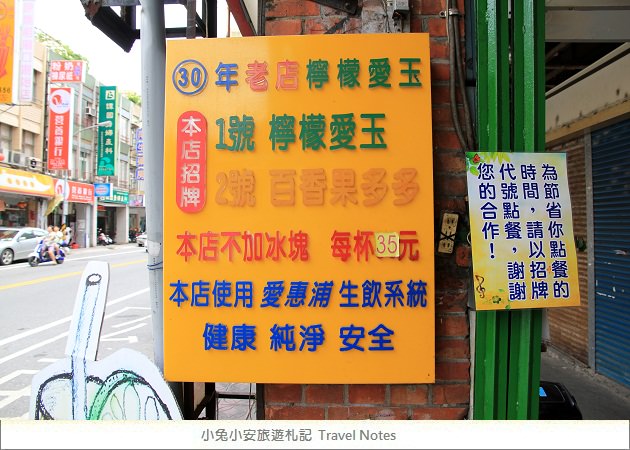 30年老店檸檬愛玉
本店招牌
1號 檸檬愛玉
2號 百香果多多
本店不加冰塊 每杯35元
本店使用 愛惠浦 生飲系統
健康 純淨 安全
為節省你點餐的
時間，請以招牌
代號點餐，謝謝
您的合作！
小兔小安旅遊札記 Travel Notes